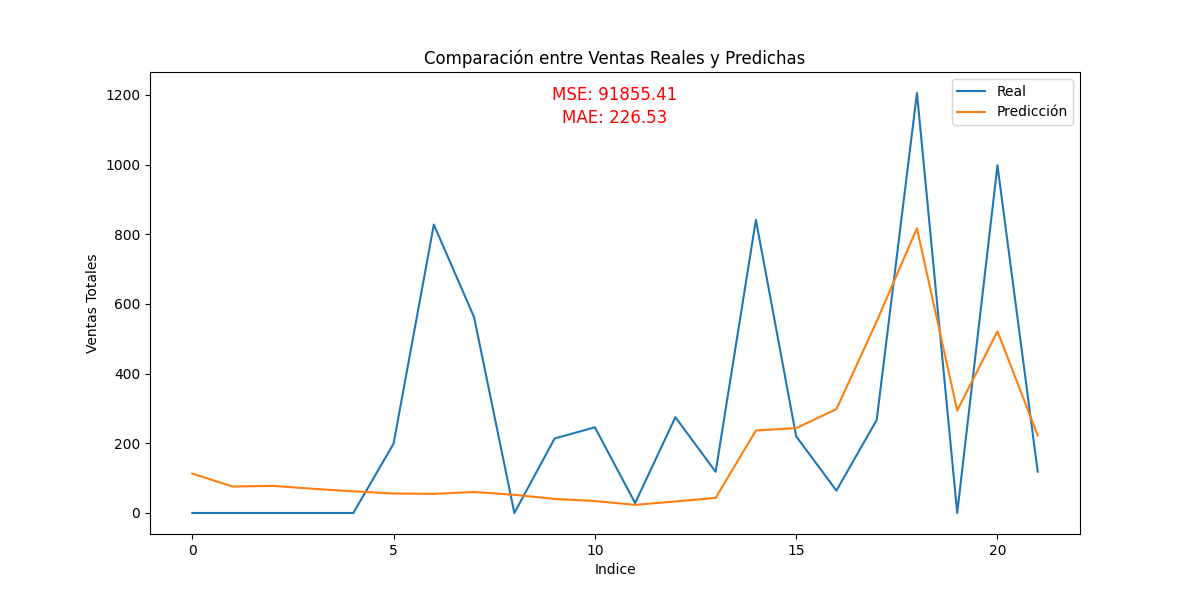 Comparación entre Ventas Reales y Predichas
MSE: 91855.41
MAE: 226.53
Real
Predicción
Ventas Totales
1200
1000
800
600
400
200
0
0 5 10 15 20
Indice